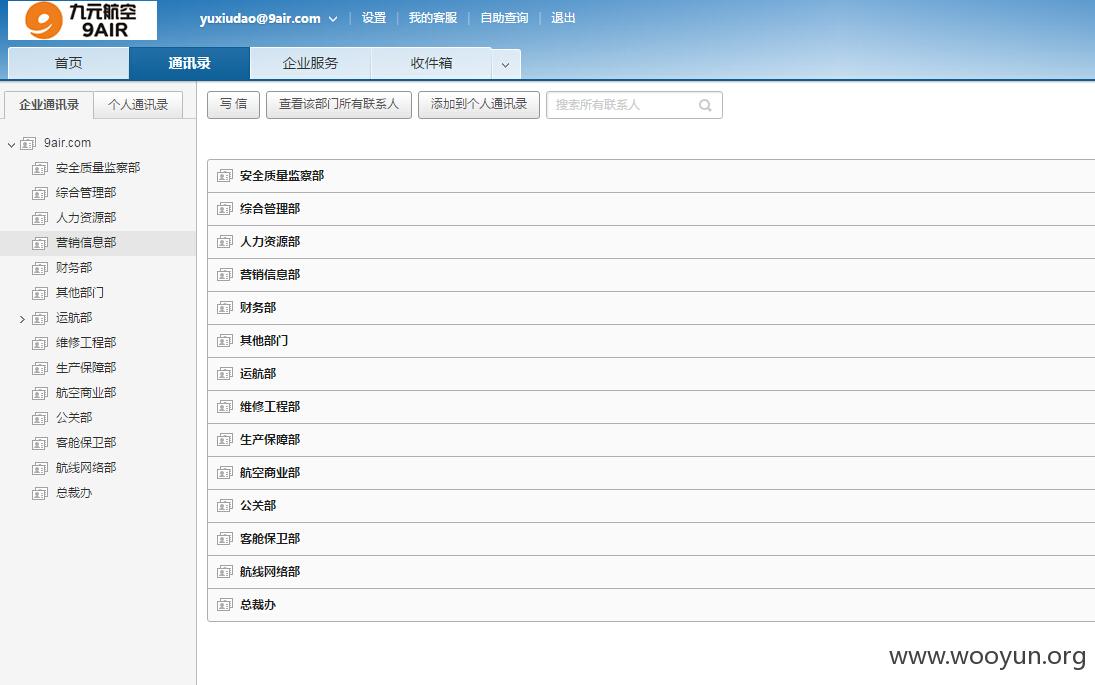 九元航空
9AIR
yuxiudao@9air.com 设置 我的客服 自助查询 退出
首页 通讯录 企业服务 收件箱
企业通讯录 个人通讯录
写 信 查看该部门所有联系人 添加到个人通讯录 搜索所有联系人
9air.com
安全质量监察部
综合管理部
人力资源部
营销信息部
财务部
其他部门
运航部
维修工程部
生产保障部
航空商业部
公关部
客舱保卫部
航线网络部
总裁办
安全质量监察部
综合管理部
人力资源部
营销信息部
财务部
其他部门
运航部
维修工程部
生产保障部
航空商业部
公关部
客舱保卫部
航线网络部
总裁办
www.wooyun.org